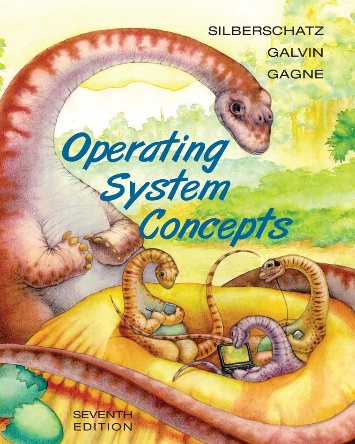 SILBERSCHATZ
GALVIN
GAGNE
Operating
System
Concepts
SEVENTH
EDITION